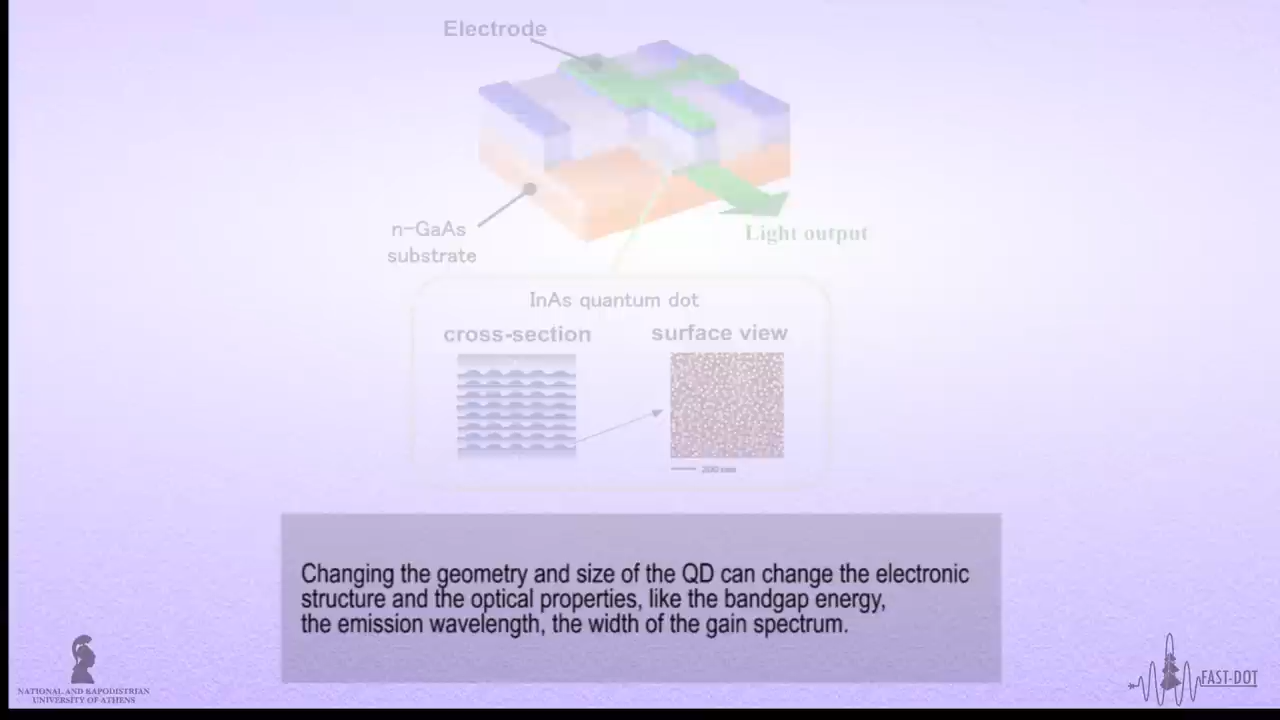 Electrode
n-GaAs
substrate
Light output
InAs quantum dot
cross-section
surface view
200 nm
Changing the geometry and size of the QD can change the electronic
structure and the optical properties, like the bandgap energy,
the emission wavelength, the width of the gain spectrum.
NATIONAL AND KAPODISTRIAN
UNIVERSITY OF ATHENS
FAST-DOT